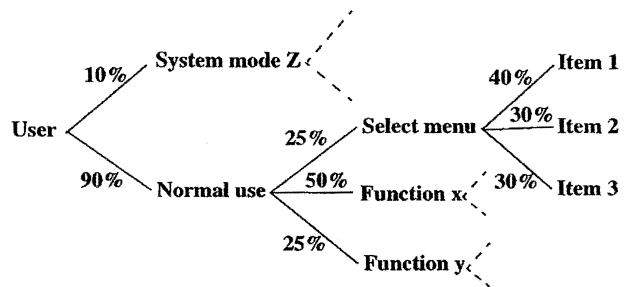 System mode Z
10%
User
90%
Normal use
25%
50%
25%
Select menu
Function x
Function y
40%
30%
30%
Item 1
Item 2
Item 3